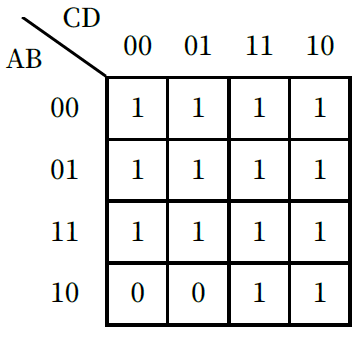 CD
AB
00 01 11 10
00 1 1 1 1
01 1 1 1 1
11 1 1 1 1
10 0 0 1 1